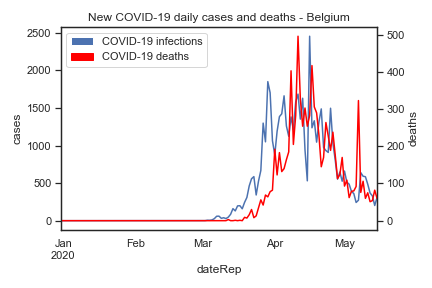 New COVID-19 daily cases and deaths - Belgium
COVID-19 infections
COVID-19 deaths
2500
2000
1500
1000
500
0
cases
500
400
300
200
100
0
deaths
Jan Feb Mar Apr May
2020
dateRep